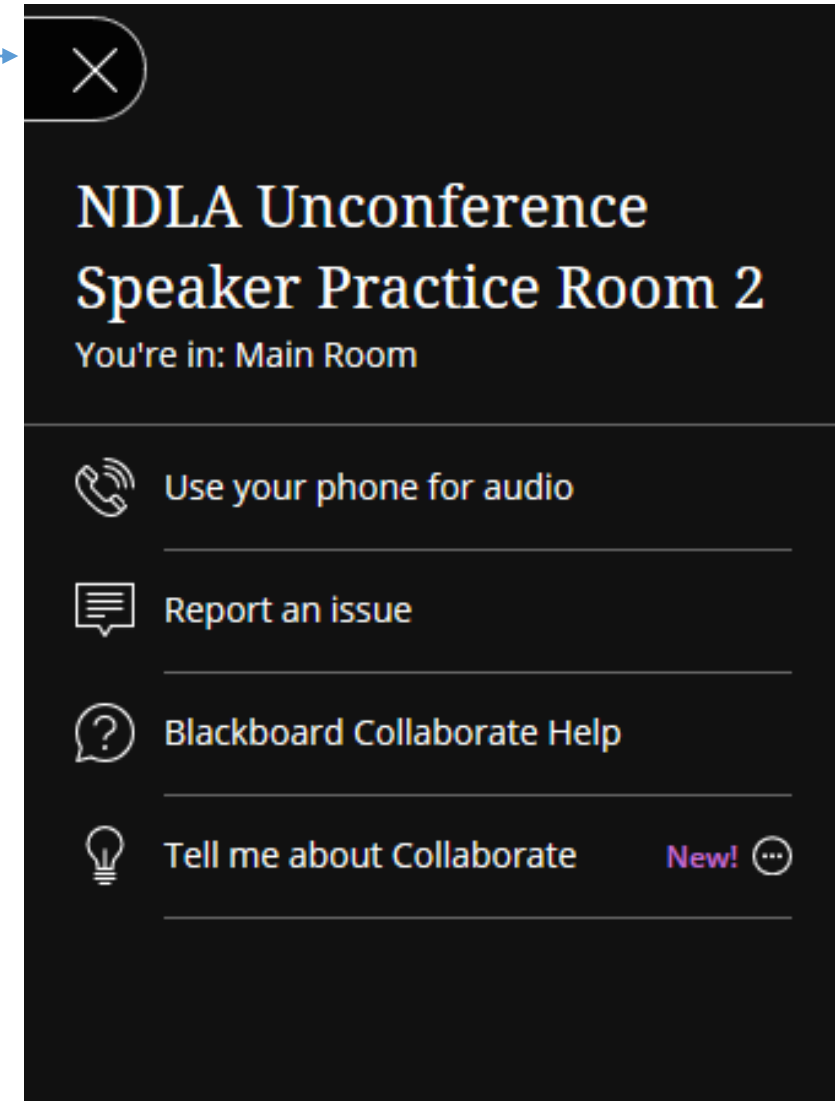 NDLA Unconference
Speaker Practice Room 2
You're in: Main Room
Use your phone for audio
Report an issue
Blackboard Collaborate Help
Tell me about Collaborate New!